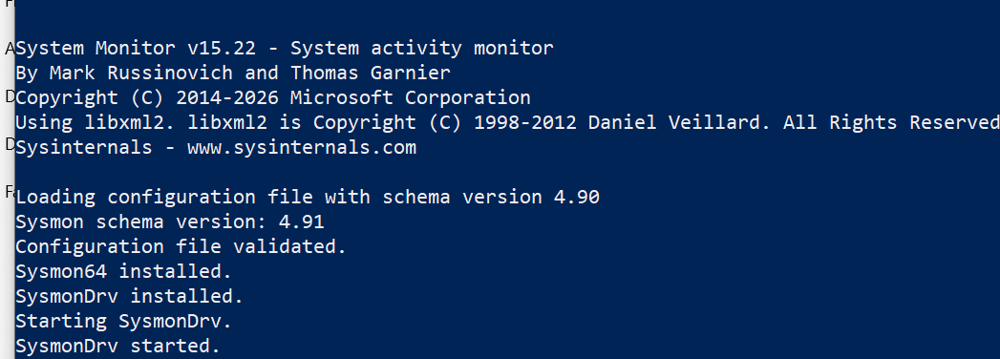 System Monitor v15.22 - System activity monitor
By Mark Russinovich and Thomas Garnier
Copyright (C) 2014-2026 Microsoft Corporation
Using libxml2. libxml2 is Copyright (C) 1998-2012 Daniel Veillard. All Rights Reserved
Sysinternals - www.sysinternals.com
Loading configuration file with schema version 4.90
Sysmon schema version: 4.91
Configuration file validated.
Sysmon64 installed.
SysmonDrv installed.
Starting SysmonDrv.
SysmonDrv started.